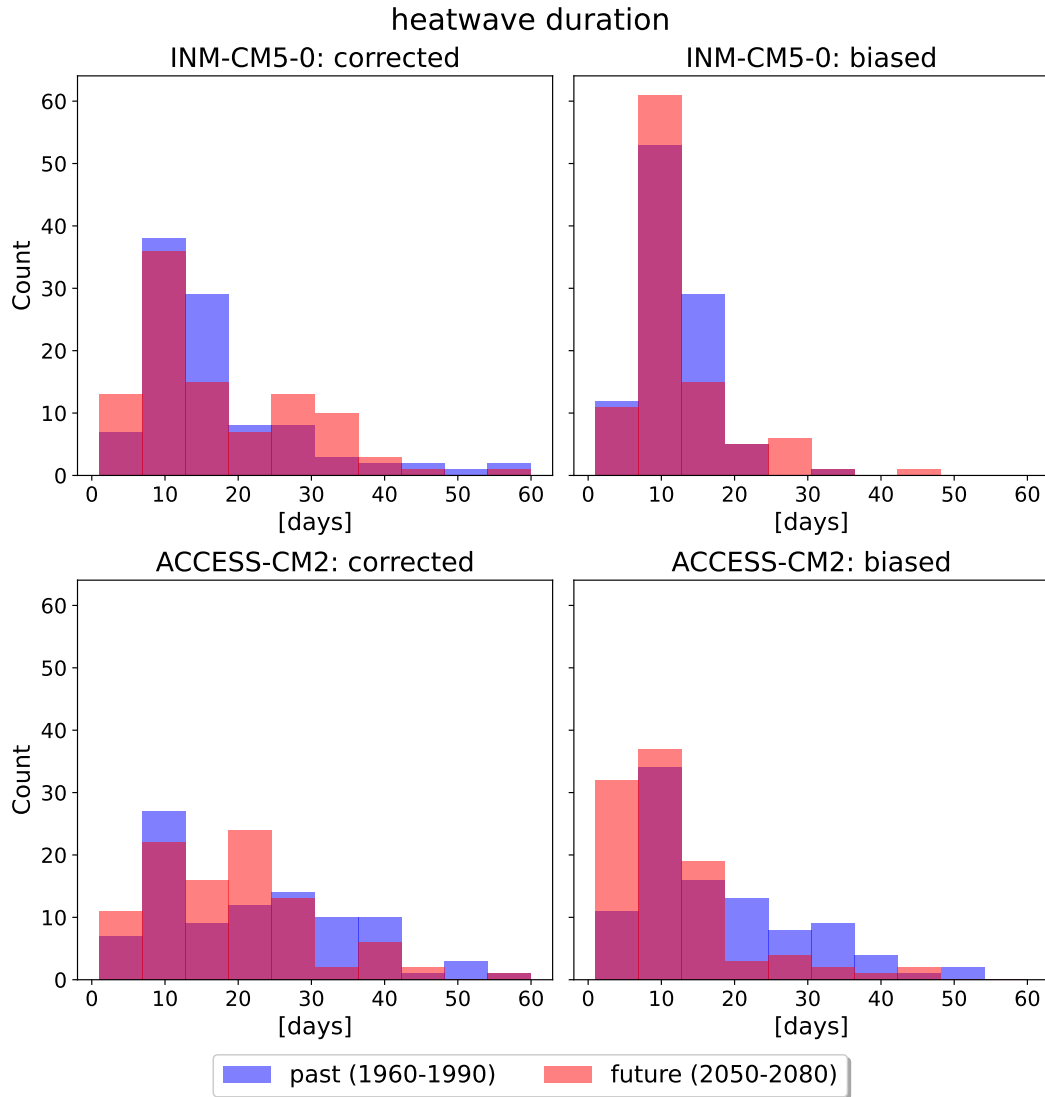 heatwave duration
INM-CM5-0: corrected
INM-CM5-0: biased
Count
60
50
40
30
20
10
0
0 10 20 30 40 50 60
[days]
0 10 20 30 40 50 60
[days]
ACCESS-CM2: corrected
ACCESS-CM2: biased
Count
60
50
40
30
20
10
0
0 10 20 30 40 50 60
[days]
0 10 20 30 40 50 60
[days]
past (1960-1990)
future (2050-2080)